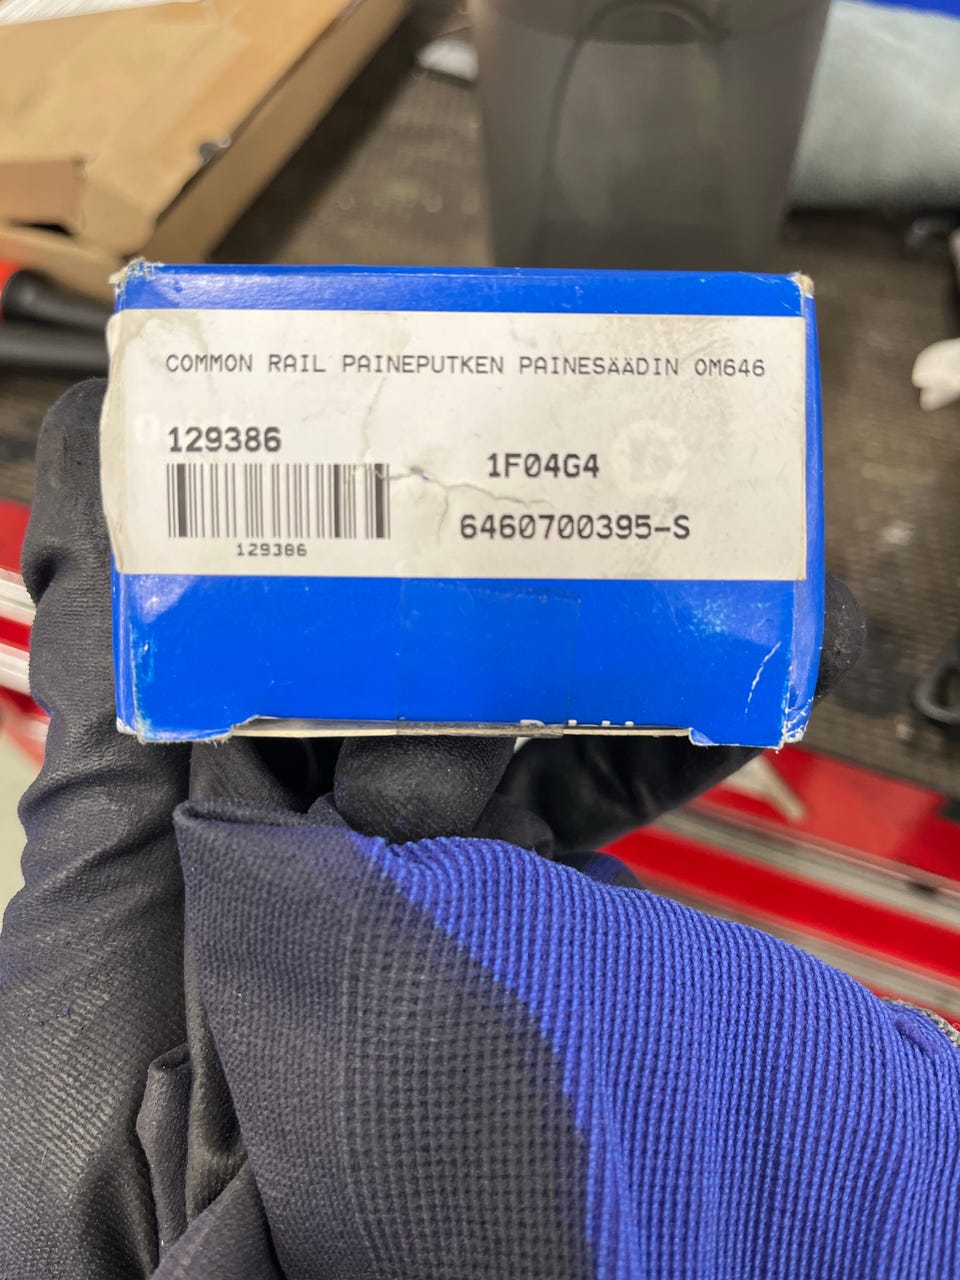 COMMON RAIL PAINEPUTKEN PAINESÄÄDIN OM646
129386
1F04G4
6460700395-S
129386